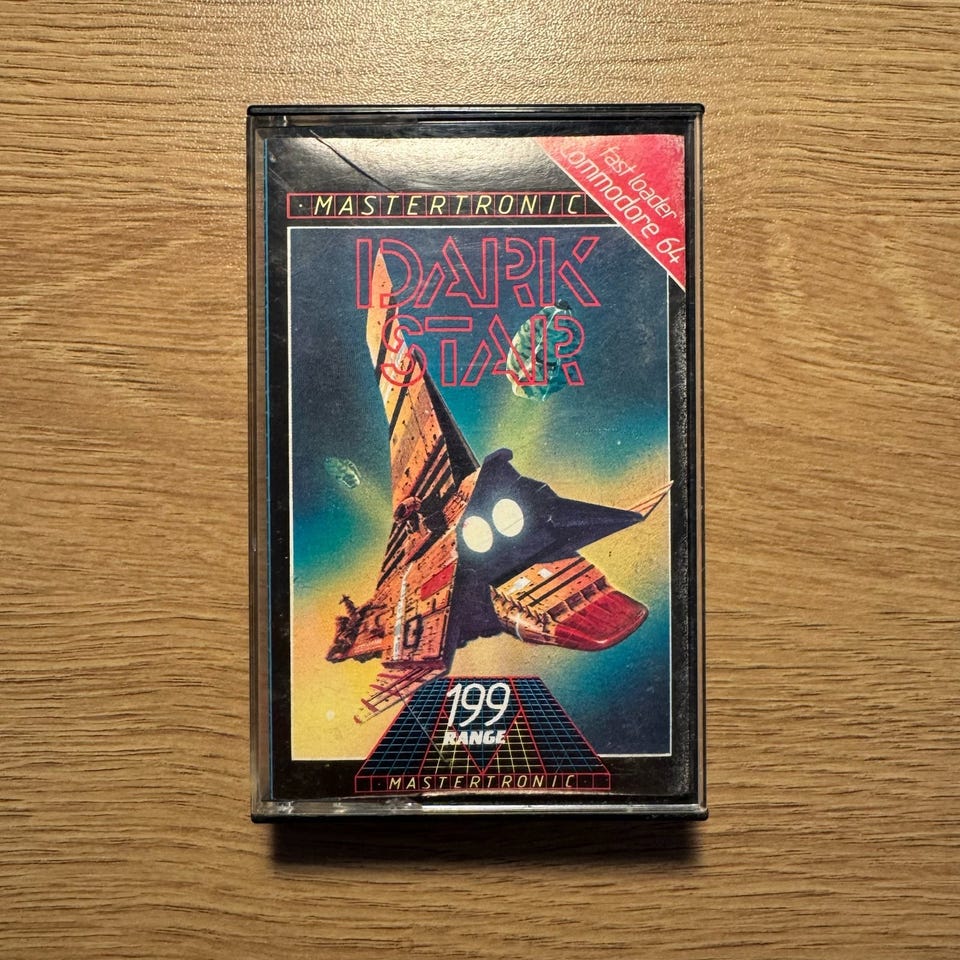 fast loader
Commodore 64
· MASTERTRONIC
DARK
STAR
199
RANGE
· MASTERTRONIC ·